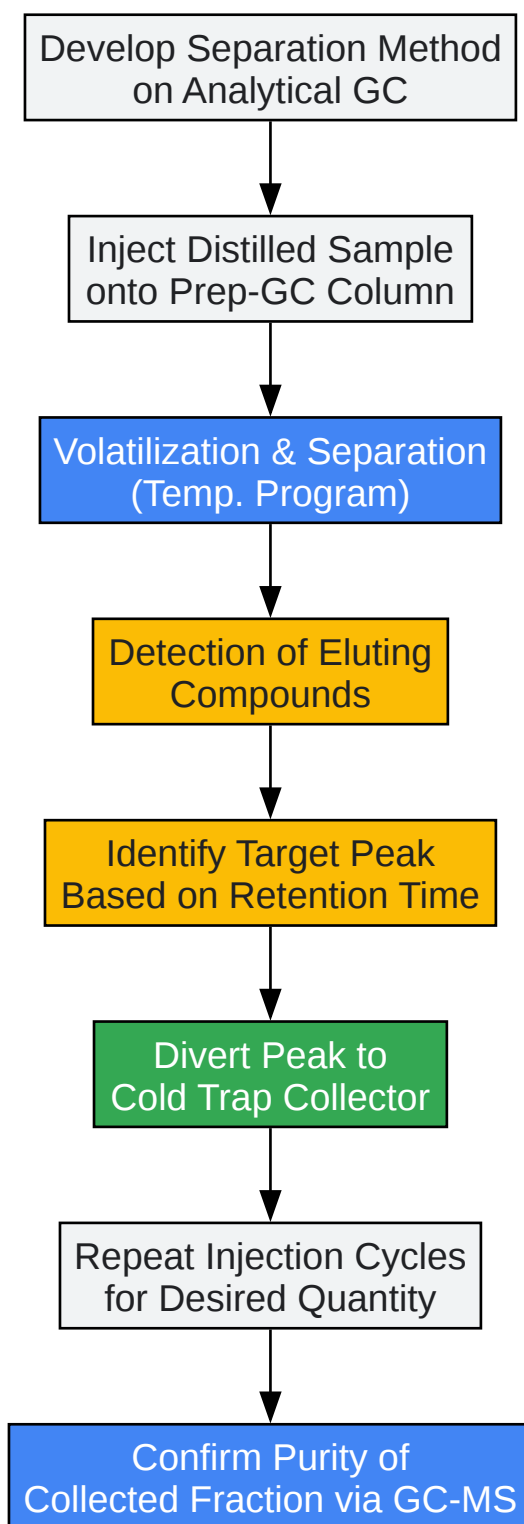 Develop Separation Method
on Analytical GC
Inject Distilled Sample
onto Prep-GC Column
Volatilization & Separation
(Temp. Program)
Detection of Eluting
Compounds
Identify Target Peak
Based on Retention Time
Divert Peak to
Cold Trap Collector
Repeat Injection Cycles
for Desired Quantity
Confirm Purity of
Collected Fraction via GC-MS